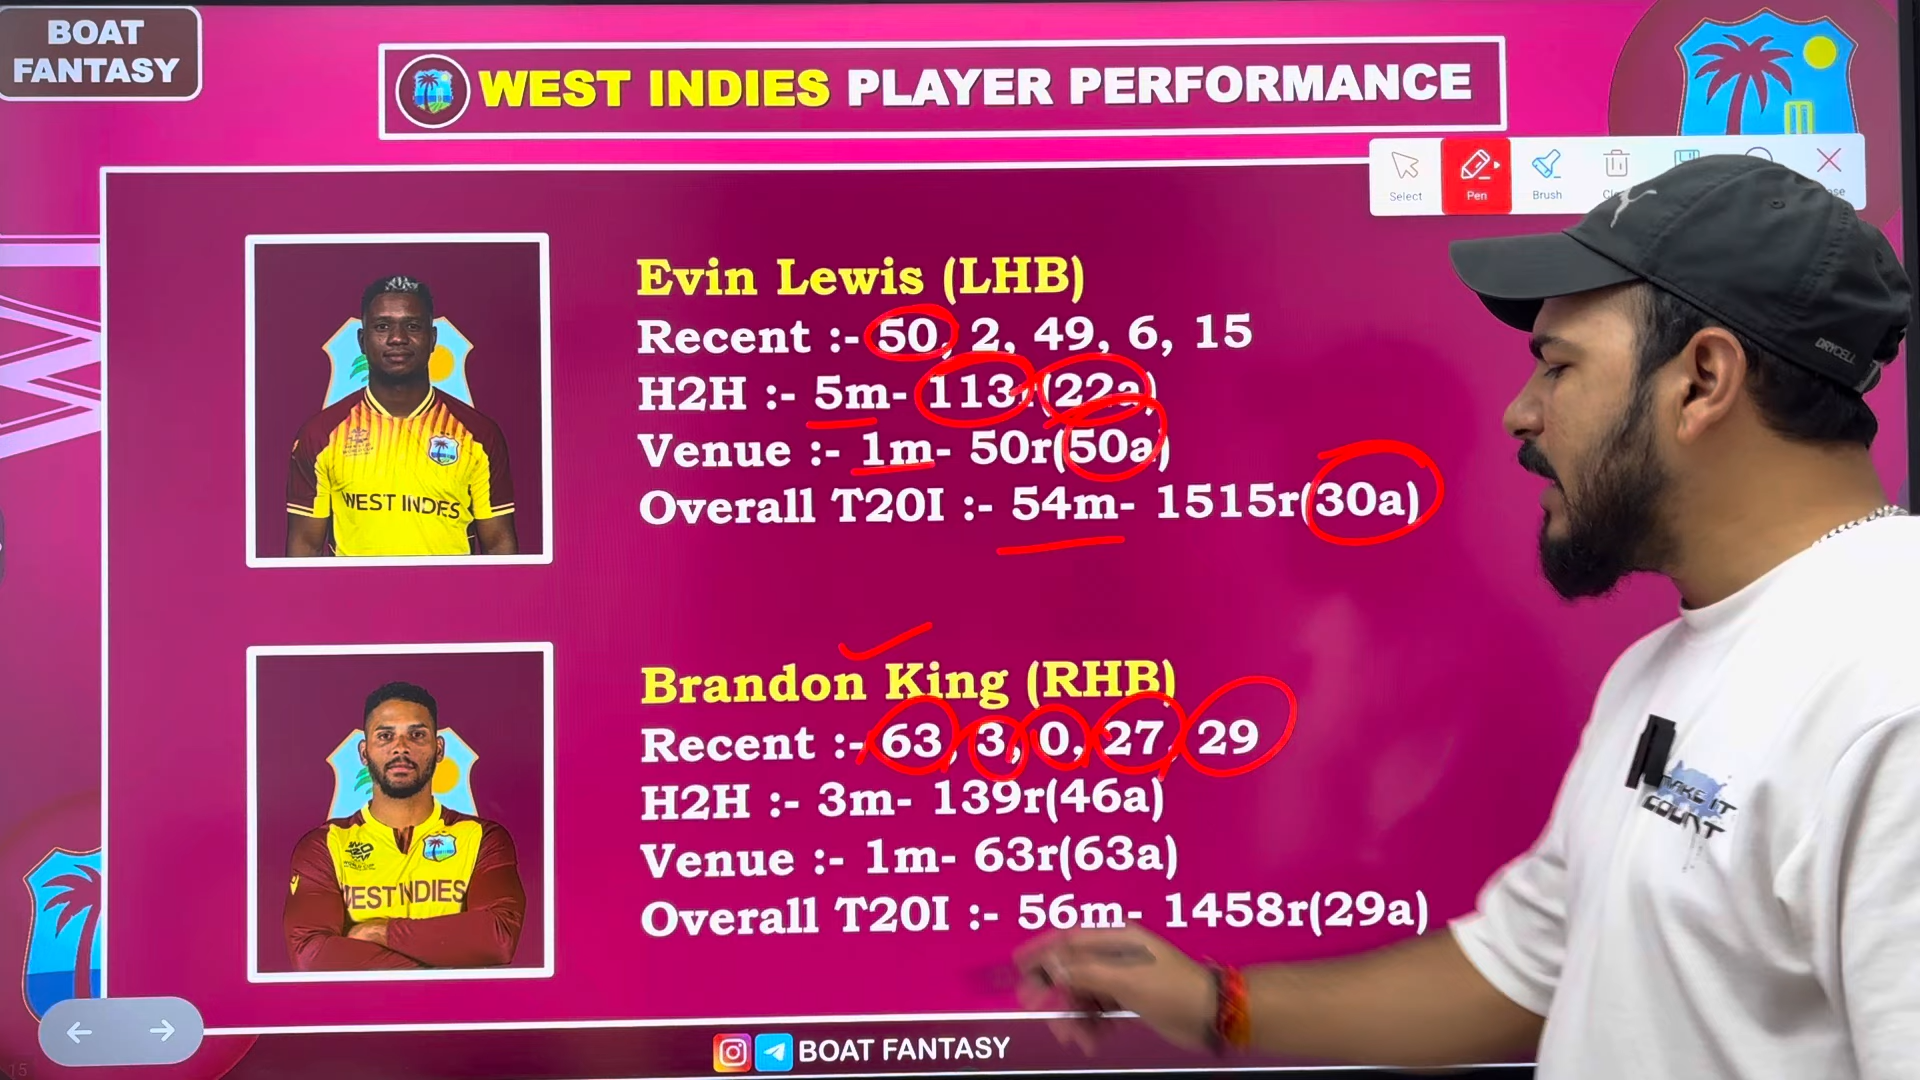 BOAT
FANTASY
WEST INDIES PLAYER PERFORMANCE
Select
Pen
Brush
Evin Lewis (LHB)
Recent :- 50, 2, 49, 6, 15
H2H :- 5m- 113r(22a)
Venue :- 1m- 50r(50a)
Overall T20I :- 54m- 1515r(30a)
WEST INDIES
Brandon King (RHB)
Recent :- 63, 3, 0, 27, 29
H2H :- 3m- 139r(46a)
Venue :- 1m- 63r(63a)
Overall T20I :- 56m- 1458r(29a)
WEST INDIES
DRYCELL
MAKE IT
COUNT
BOAT FANTASY
15